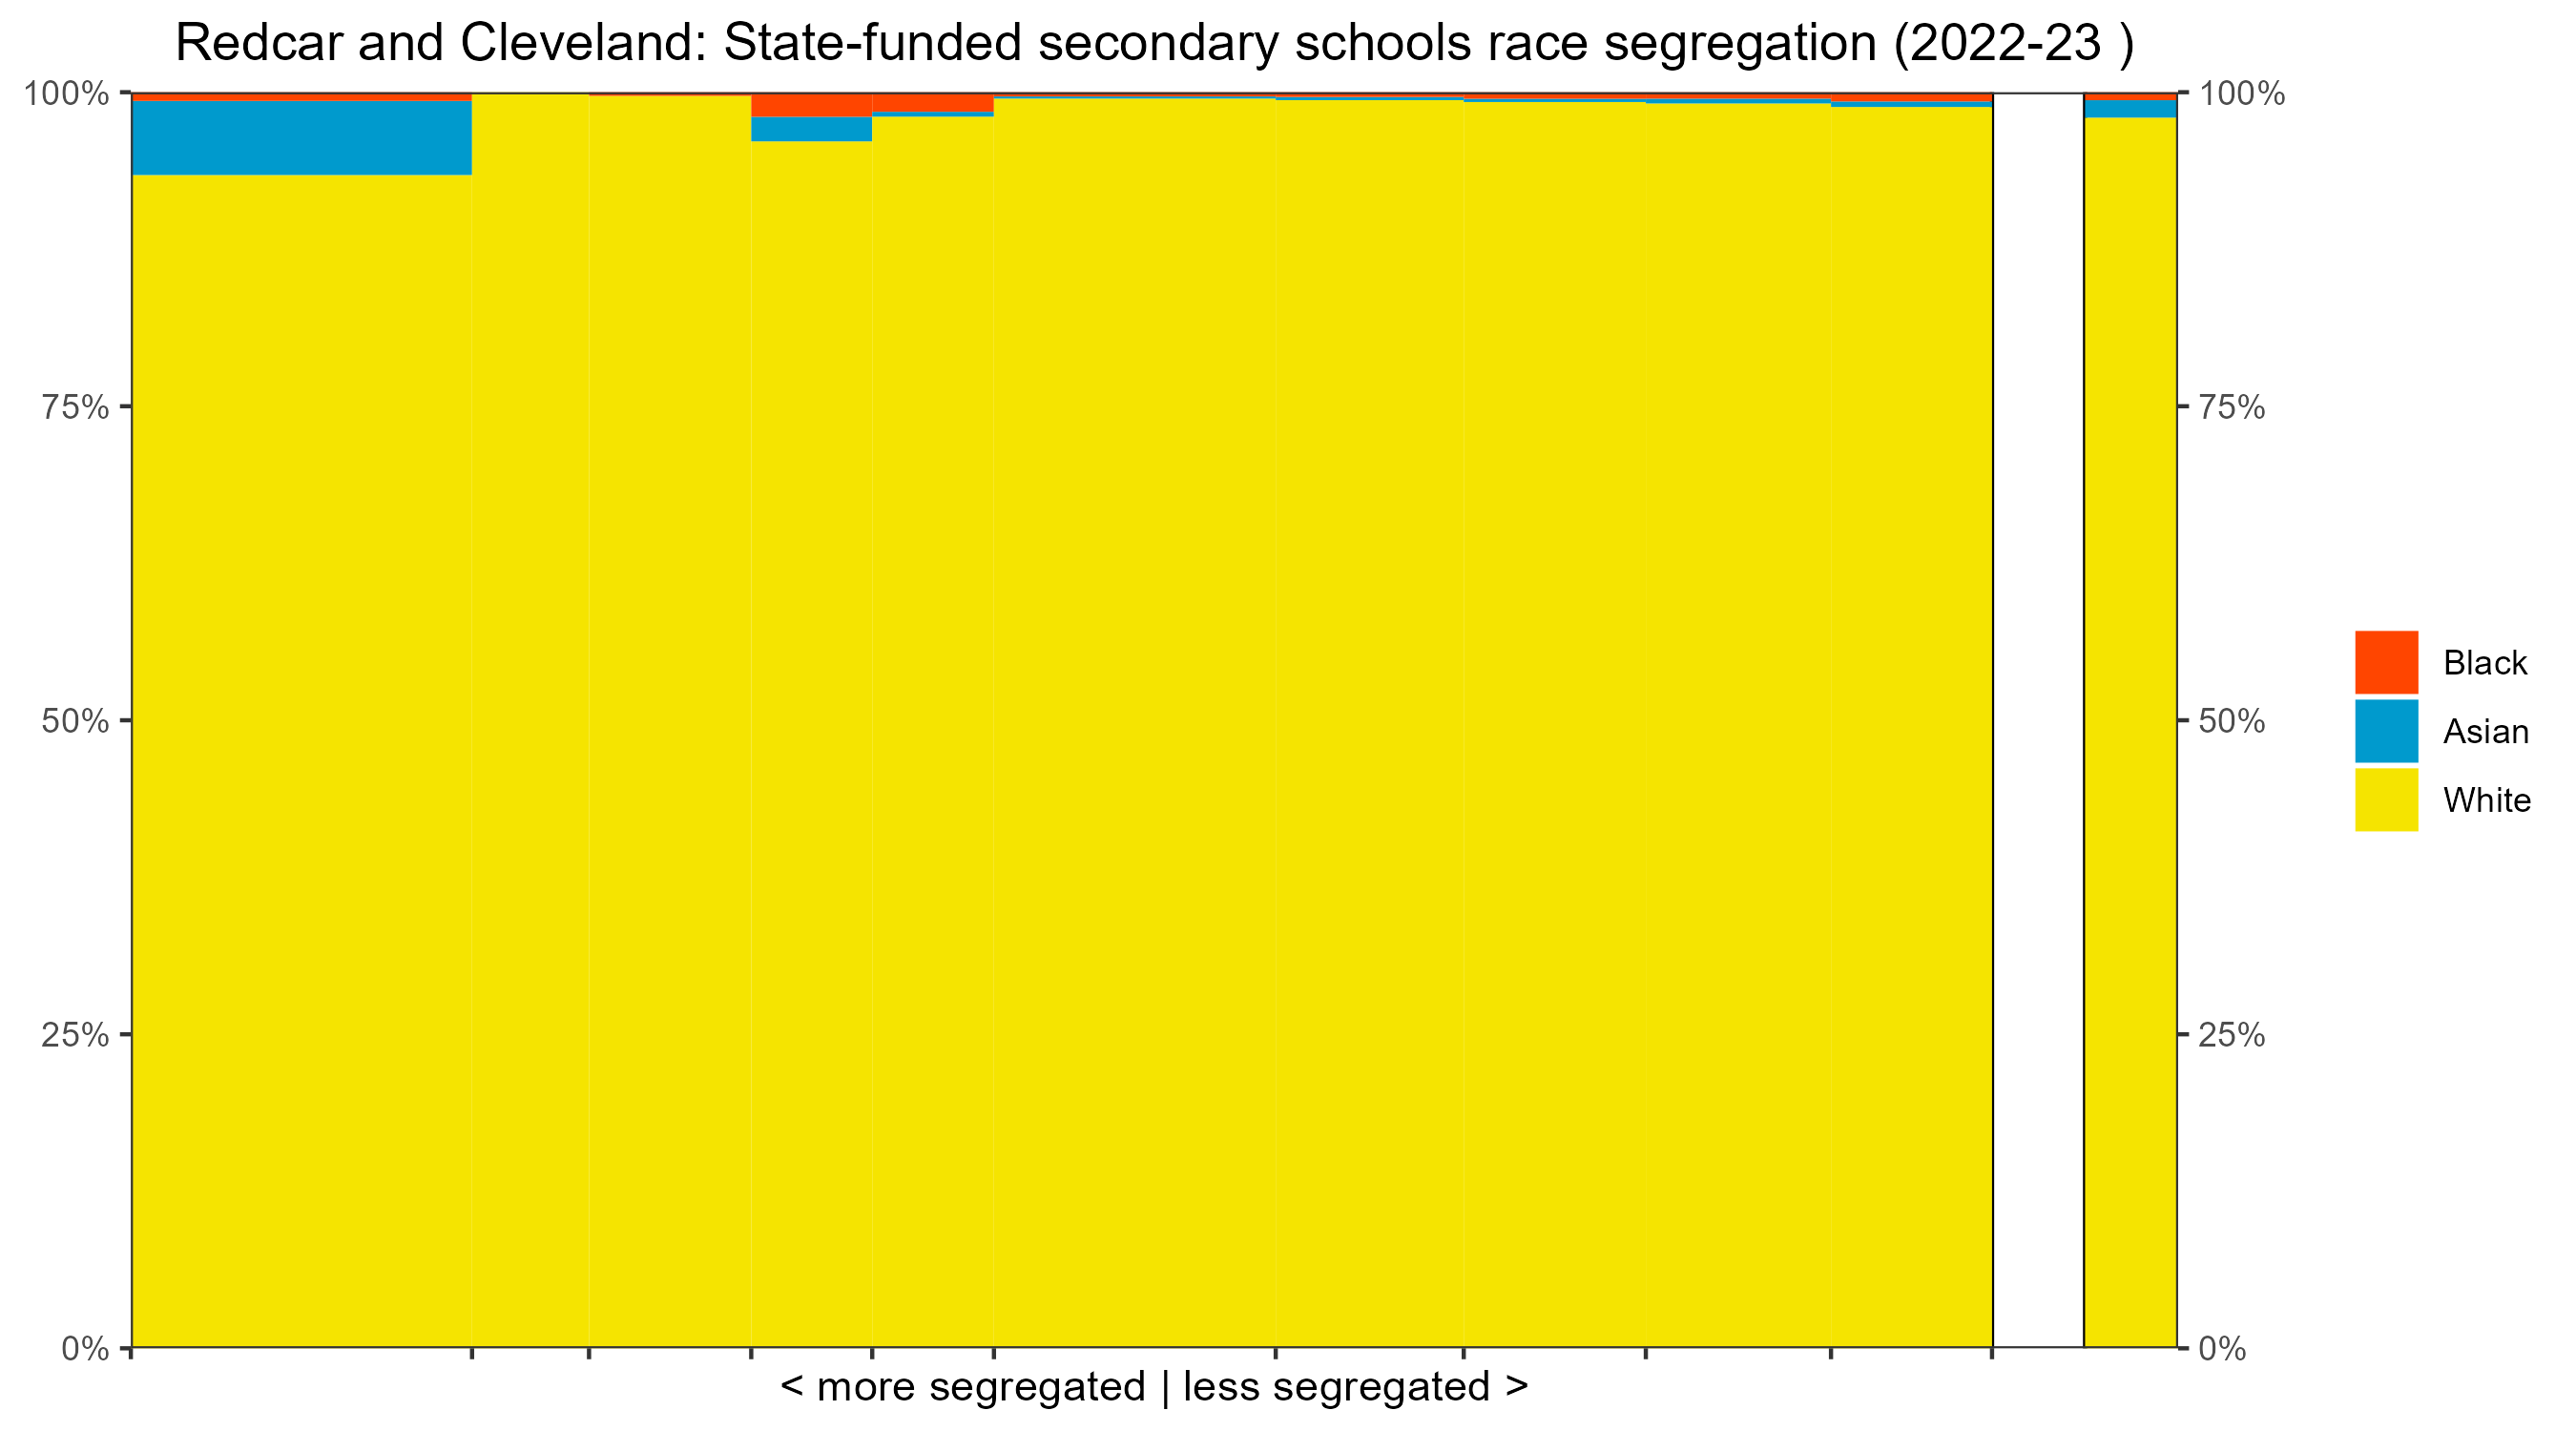 Redcar and Cleveland: State-funded secondary schools race segregation (2022-23 )
100%
100%
75%
75%
Black
50%
50%
Asian
White
25%
25%
0%
0%
< more segregated | less segregated >